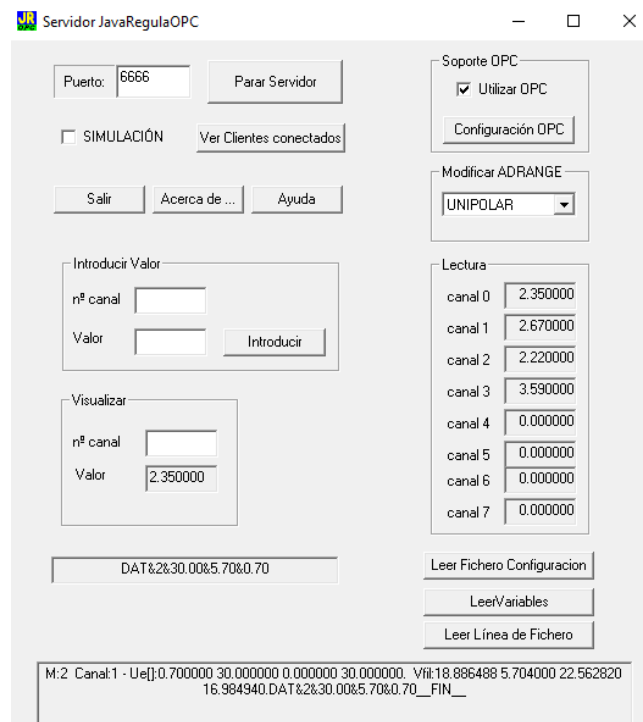 JR
OPC
Servidor JavaRegulaOPC
Puerto: 6666
Parar Servidor
SIMULACIÓN
Ver Clientes conectados
Salir
Acerca de ...
Ayuda
Soporte OPC
Utilizar OPC
Configuración OPC
Modificar ADRANGE
UNIPOLAR
Introducir Valor
nº canal
Valor
Introducir
Visualizar
nº canal
Valor 2.350000
Lectura
canal 0 2.350000
canal 1 2.670000
canal 2 2.220000
canal 3 3.590000
canal 4 0.000000
canal 5 0.000000
canal 6 0.000000
canal 7 0.000000
DAT&2&30.00&5.70&0.70
Leer Fichero Configuracion
LeerVariables
Leer Línea de Fichero
M:2 Canal:1 - Ue[]:0.700000 30.000000 0.000000 30.000000. Vfil:18.886488 5.704000 22.562820
16.984940.DAT&2&30.00&5.70&0.70__FIN__